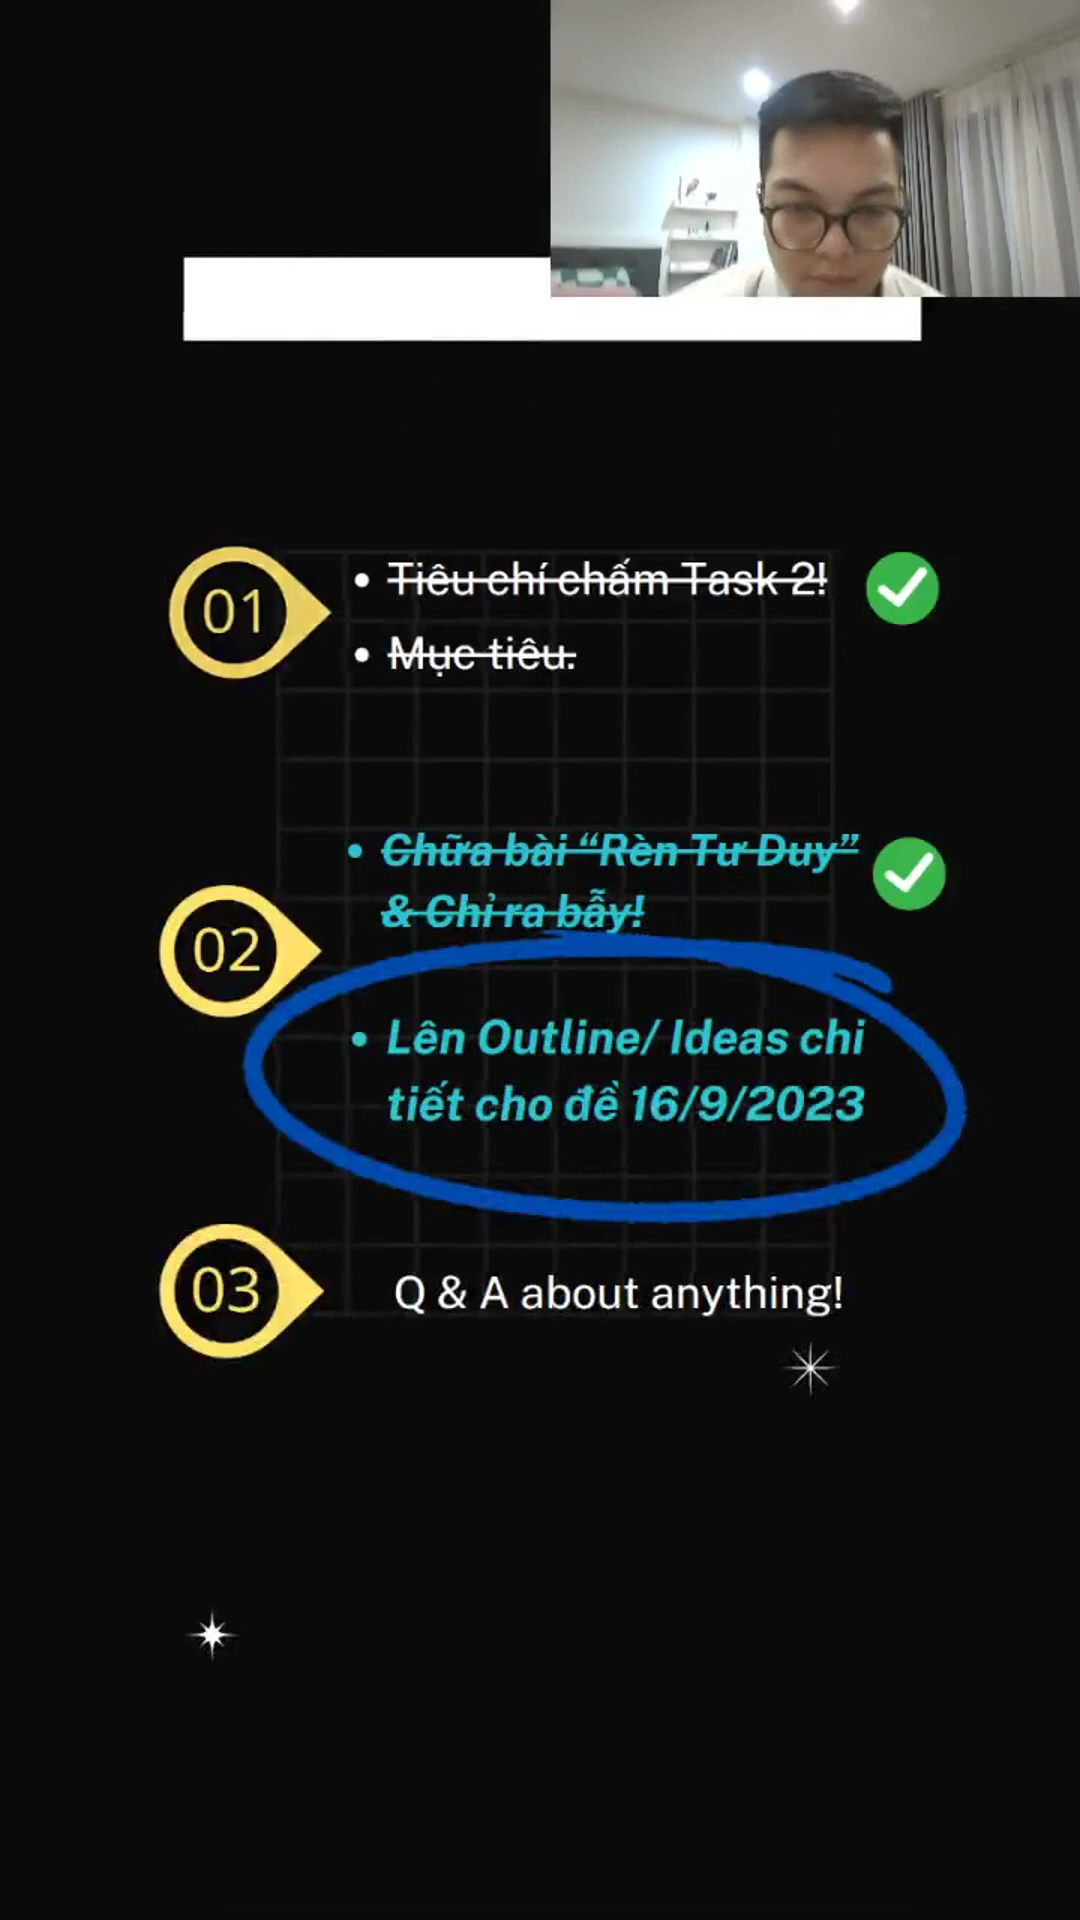 01
• Tiêu chí chấm Task 2!
• Mục tiêu.
02
• Chữa bài “Rèn Tư Duy”
& Chỉ ra bẫy!
• Lên Outline/ Ideas chi
tiết cho đề 16/9/2023
03
Q & A about anything!